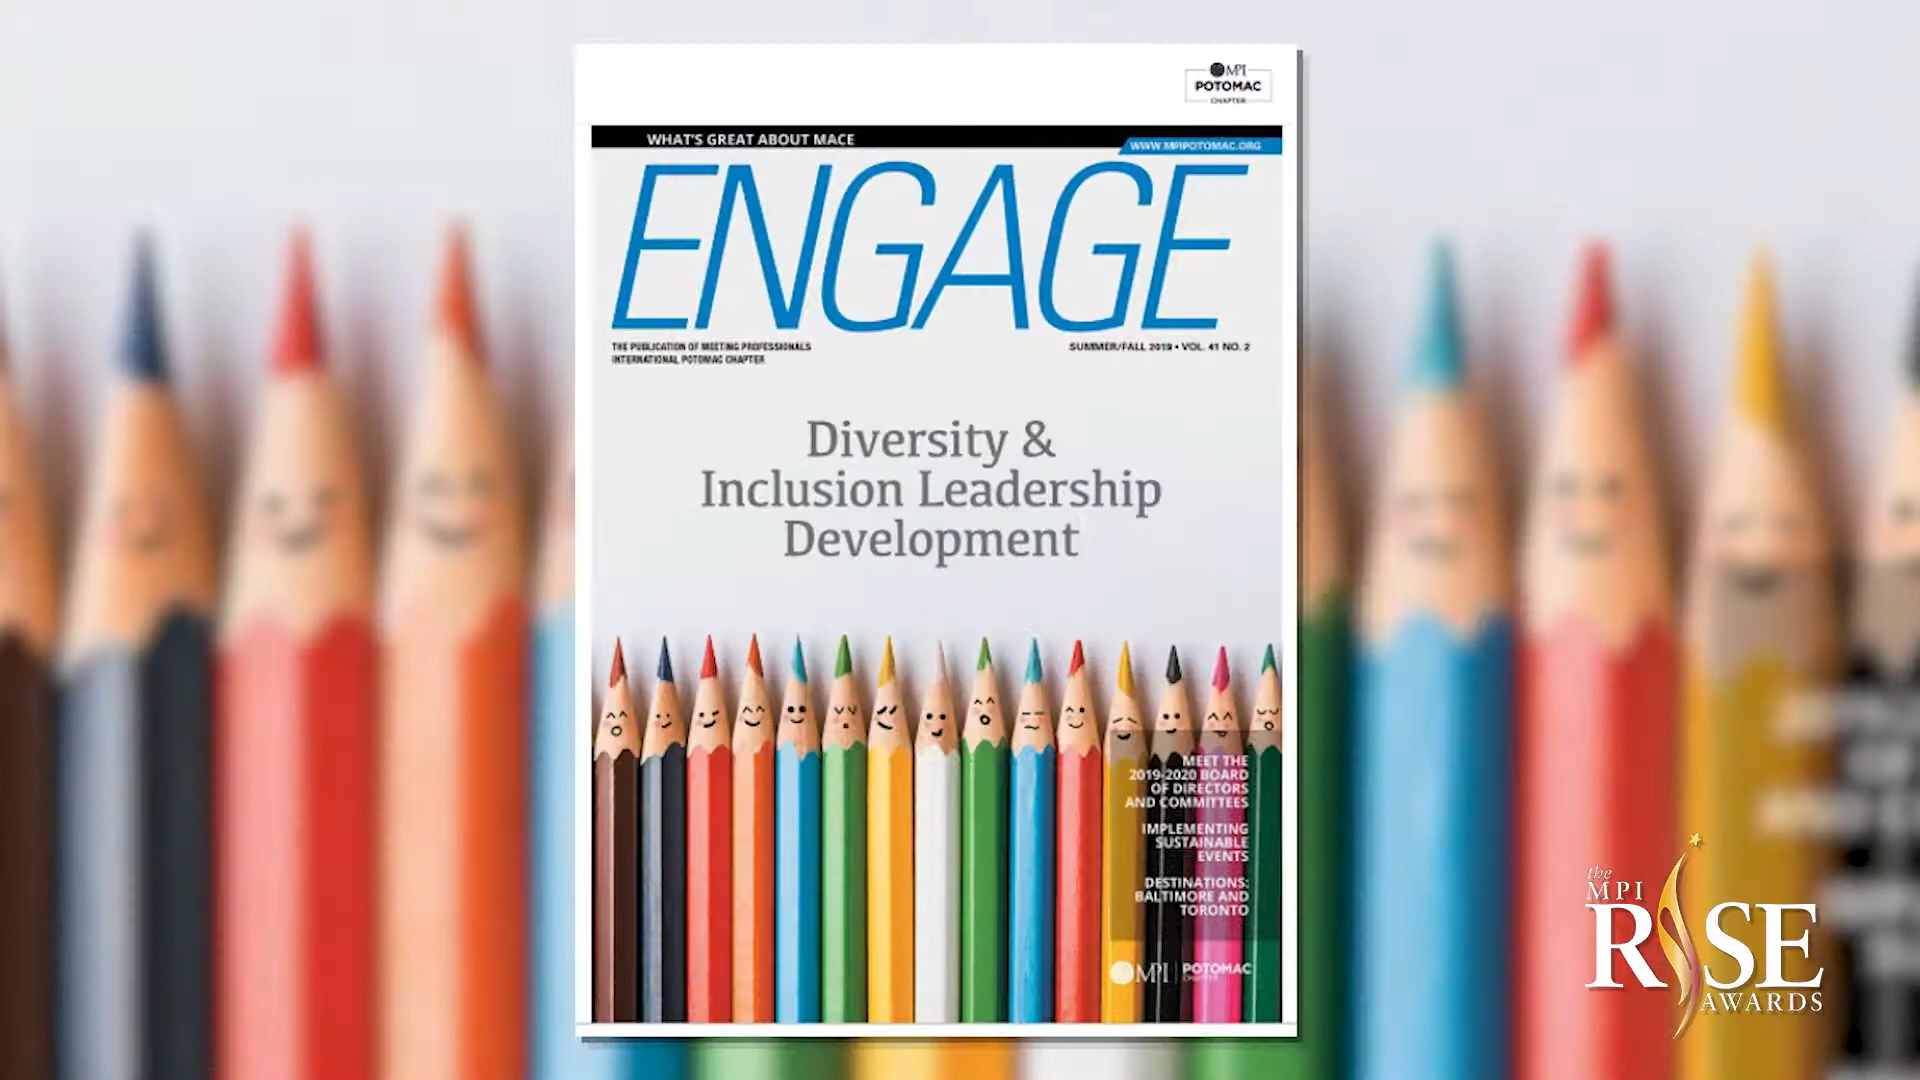 MPI
POTOMAC
CHAPTER
WHAT'S GREAT ABOUT MACE
WWW.MPIPOTOMAC.ORG
ENGAGE
THE PUBLICATION OF MEETING PROFESSIONALS
INTERNATIONAL POTOMAC CHAPTER
SUMMER/FALL 2019 • VOL. 41 NO. 2
Diversity &
Inclusion Leadership
Development
MEET THE
2019-2020 BOARD
OF DIRECTORS
AND COMMITTEES
IMPLEMENTING
SUSTAINABLE
EVENTS
DESTINATIONS:
BALTIMORE AND
TORONTO
MPI | POTOMAC
CHAPTER
the
MPI
RISE
AWARDS